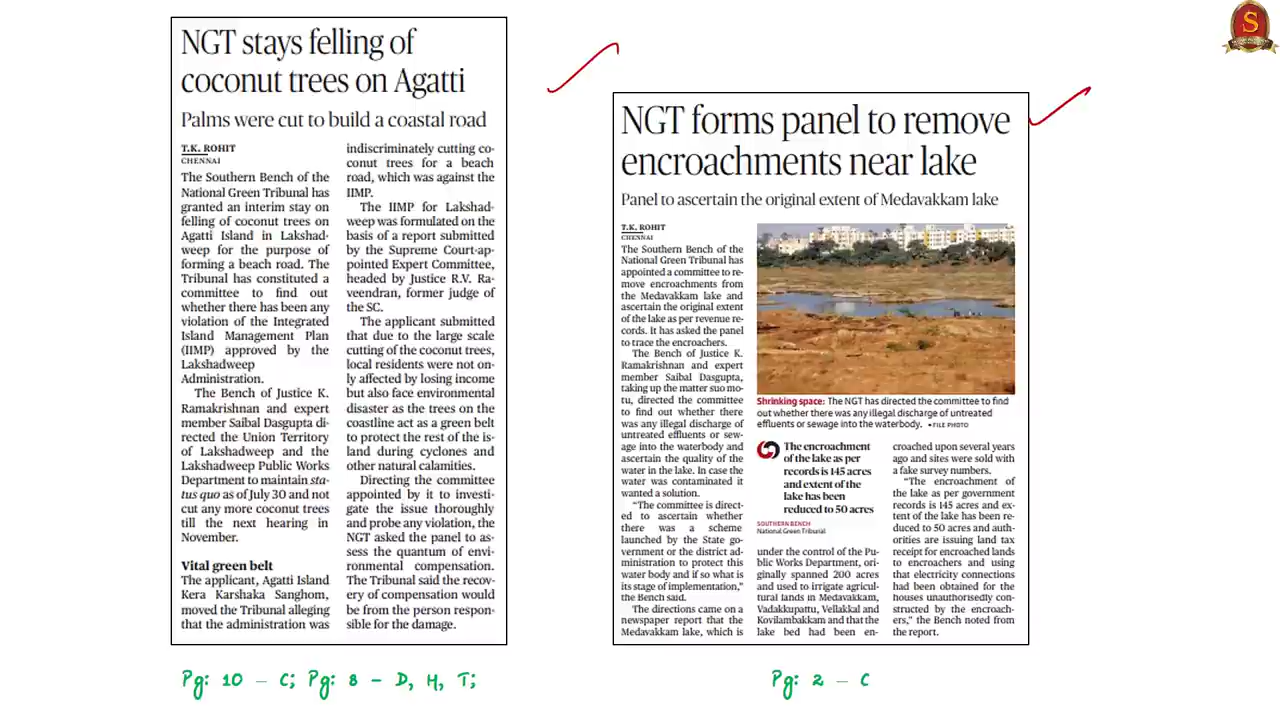 NGT stays felling of
coconut trees on Agatti
Palms were cut to build a coastal road
T.K. ROHIT
CHENNAI
The Southern Bench of the
National Green Tribunal has
granted an interim stay on
felling of coconut trees on
Agatti Island in Lakshad-
weep for the purpose of
forming a beach road. The
Tribunal has constituted a
committee to find out
whether there has been any
violation of the Integrated
Island Management Plan
(IIMP) approved by the
Lakshadweep
Administration.
The Bench of Justice K.
Ramakrishnan and expert
member Saibal Dasgupta di-
rected the Union Territory
of Lakshadweep and the
Lakshadweep Public Works
Department to maintain sta-
tus quo as of July 30 and not
cut any more coconut trees
till the next hearing in
November.
Vital green belt
The applicant, Agatti Island
Kera Karshaka Sanghom,
moved the Tribunal alleging
that the administration was
indiscriminately cutting co-
conut trees for a beach
road, which was against the
IIMP.
The IIMP for Lakshad-
weep was formulated on the
basis of a report submitted
by the Supreme Court-ap-
pointed Expert Committee,
headed by Justice R.V. Ra-
veendran, former judge of
the SC.
The applicant submitted
that due to the large scale
cutting of the coconut trees,
local residents were not on-
ly affected by losing income
but also face environmental
disaster as the trees on the
coastline act as a green belt
to protect the rest of the is-
land during cyclones and
other natural calamities.
Directing the committee
appointed by it to investi-
gate the issue thoroughly
and probe any violation, the
NGT asked the panel to as-
sess the quantum of envi-
ronmental compensation.
The Tribunal said the recov-
ery of compensation would
be from the person respon-
sible for the damage.
Pg: 10 – C; Pg: 8 – D, H, T;
NGT forms panel to remove
encroachments near lake
Panel to ascertain the original extent of Medavakkam lake
T.K. ROHIT
CHENNAI
The Southern Bench of the
National Green Tribunal has
appointed a committee to re-
move encroachments from
the Medavakkam lake and
ascertain the original extent
of the lake as per revenue re-
cords. It has asked the panel
to trace the encroachers.
The Bench of Justice K.
Ramakrishnan and expert
member Saibal Dasgupta,
taking up the matter suo mo-
tu, directed the committee
to find out whether there
was any illegal discharge of
untreated effluents or sew-
age into the waterbody and
ascertain the quality of the
water in the lake. In case the
water was contaminated it
wanted a solution.
“The committee is direct-
ed to ascertain whether
there was a scheme
launched by the State go-
vernment or the district ad-
ministration to protect this
water body and if so what is
its stage of implementation,”
the Bench said.
The directions came on a
newspaper report that the
Medavakkam lake, which is
Shrinking space: The NGT has directed the committee to find
out whether there was any illegal discharge of untreated
effluents or sewage into the waterbody. • FILE PHOTO
The encroachment
of the lake as per
records is 145 acres
and extent of the
lake has been
reduced to 50 acres
SOUTHERN BENCH
National Green Tribunal
under the control of the Pu-
blic Works Department, ori-
ginally spanned 200 acres
and used to irrigate agricul-
tural lands in Medavakkam,
Vadakkupattu, Vellakkal and
Kovilambakkam and that the
lake bed had been en-
croached upon several years
ago and sites were sold with
a fake survey numbers.
“The encroachment of
the lake as per government
records is 145 acres and ex-
tent of the lake has been re-
duced to 50 acres and auth-
orities are issuing land tax
receipt for encroached lands
to encroachers and using
that electricity connections
had been obtained for the
houses unauthorisedly con-
structed by the encroach-
ers,” the Bench noted from
the report.
Pg: 2 – C
S